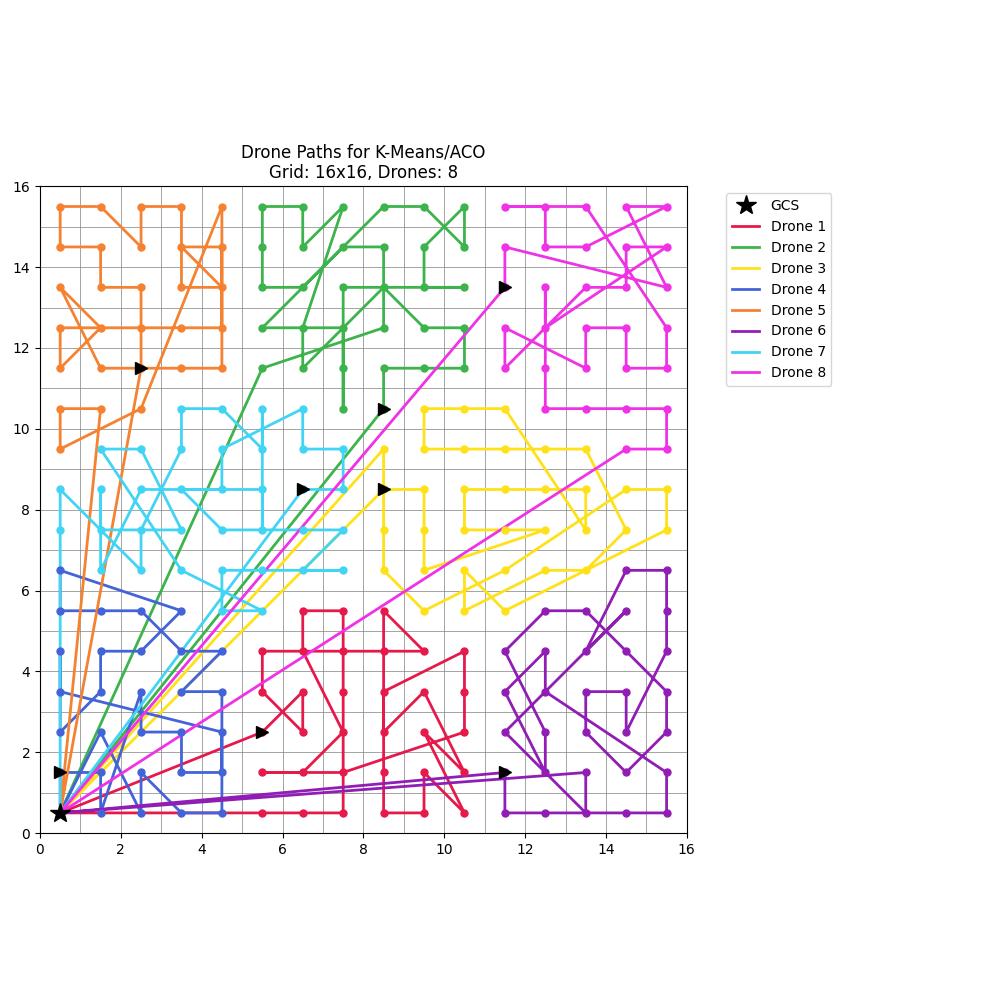 Drone Paths for K-Means/ACO
Grid: 16x16, Drones: 8
16
14
12
10
8
6
4
2
0
0 2 4 6 8 10 12 14 16
GCS
Drone 1
Drone 2
Drone 3
Drone 4
Drone 5
Drone 6
Drone 7
Drone 8